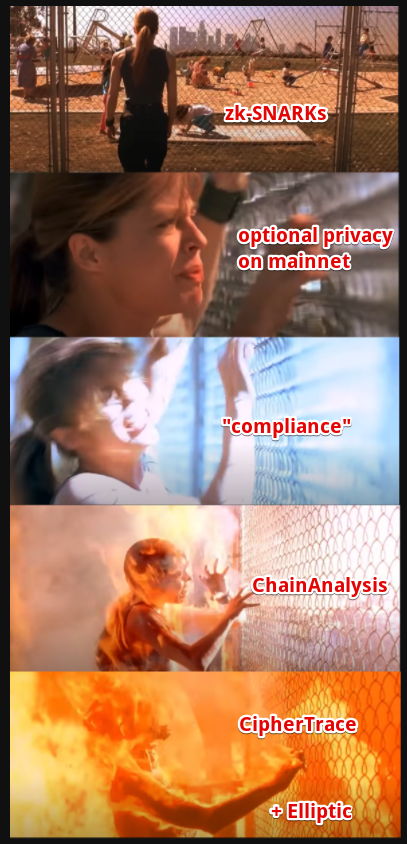 zk-SNARKs
optional privacy
on mainnet
"compliance"
ChainAnalysis
CipherTrace
+ Elliptic